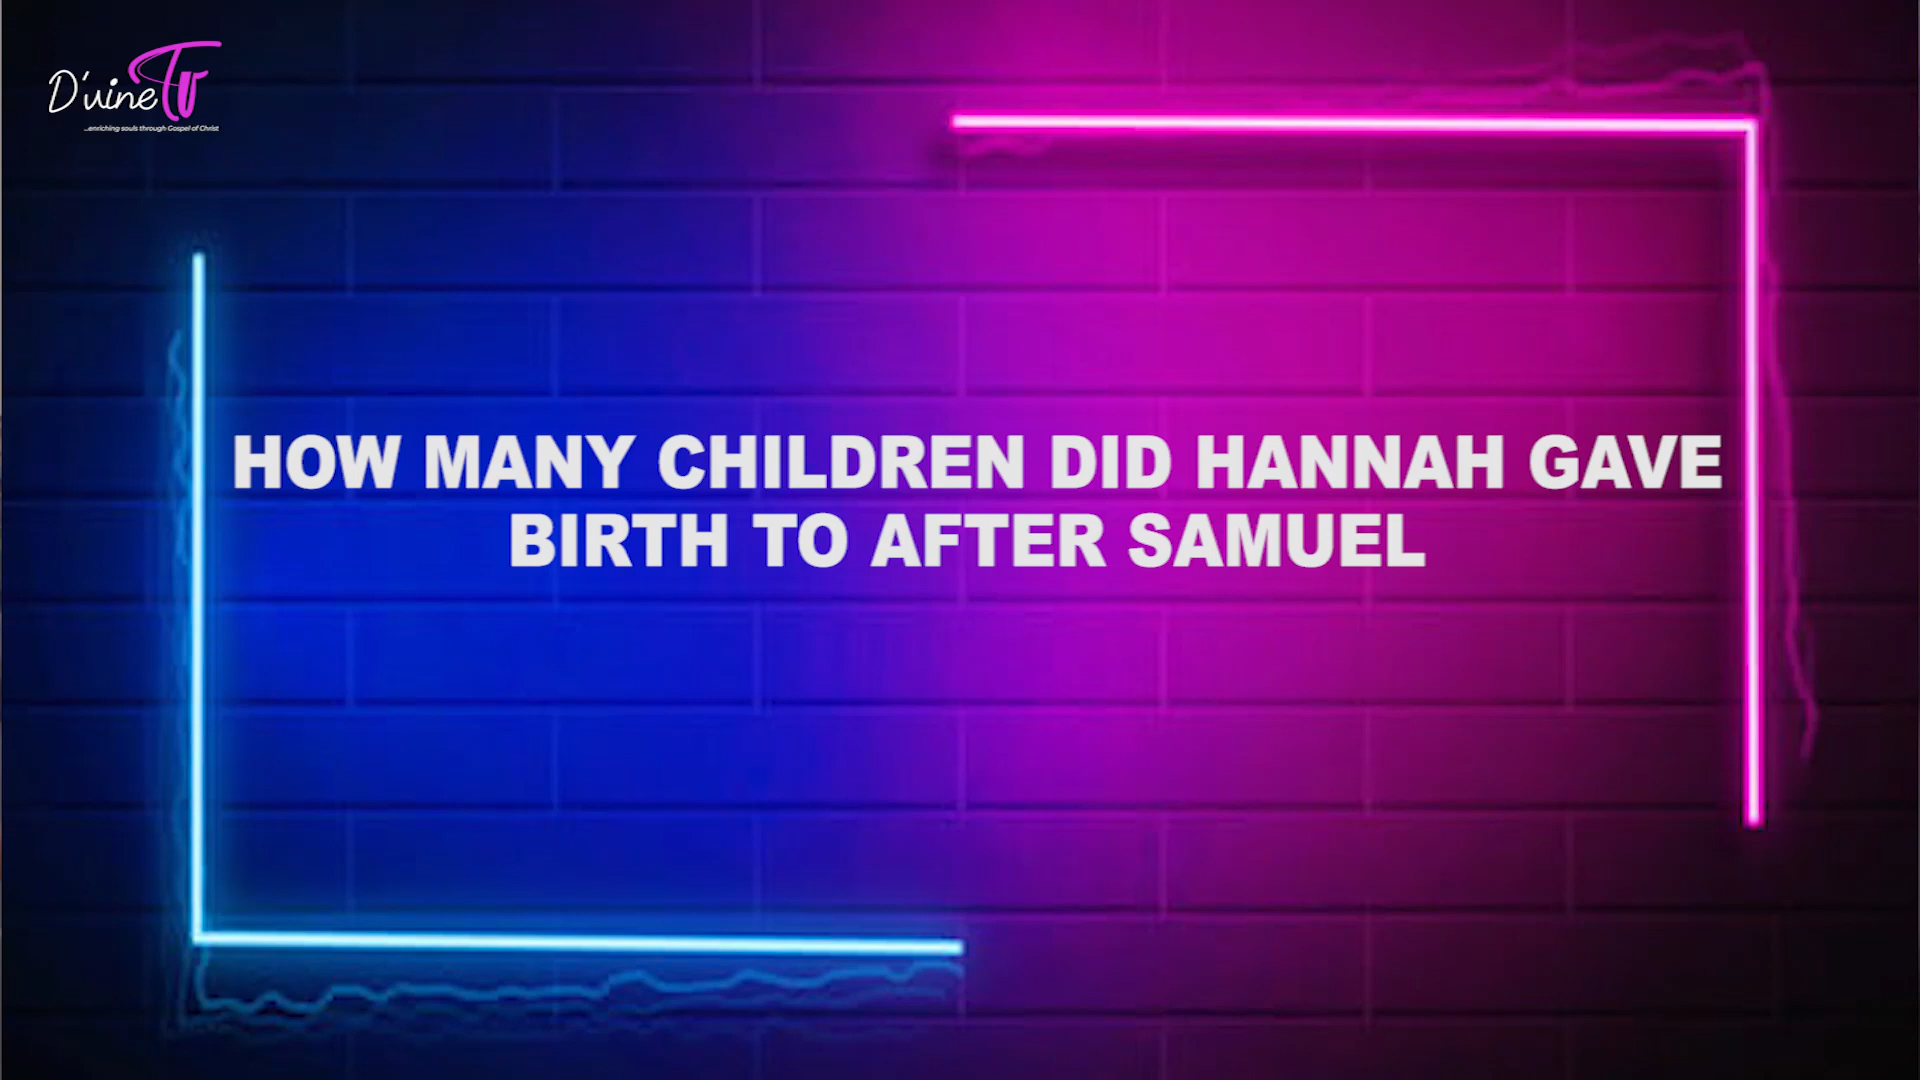 D'vine Tv
...enriching souls through Gospel of Christ
HOW MANY CHILDREN DID HANNAH GAVE
BIRTH TO AFTER SAMUEL